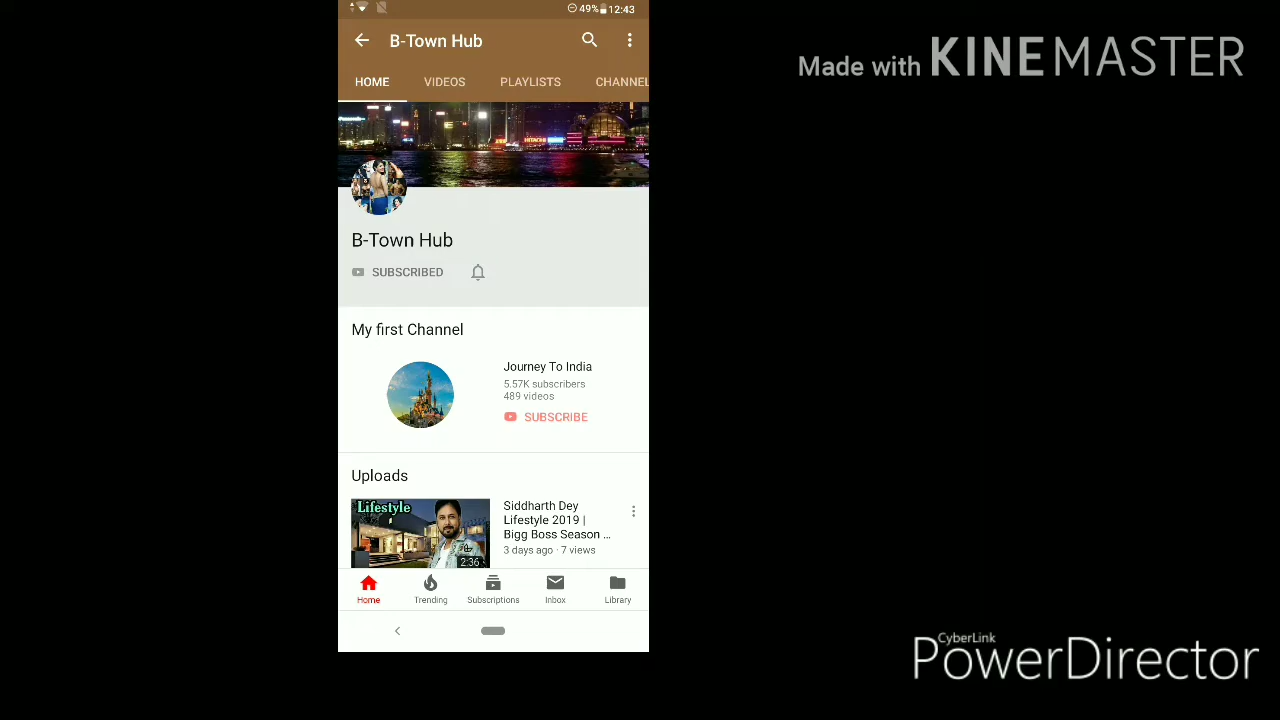 49% 12:43
B-Town Hub
HOME VIDEOS PLAYLISTS CHANNEL
HITACHI
B-Town Hub
SUBSCRIBED
My first Channel
Journey To India
5.57K subscribers
489 videos
SUBSCRIBE
Uploads
Lifestyle
2:36
Siddharth Dey
Lifestyle 2019 |
Bigg Boss Season ...
3 days ago · 7 views
Home Trending Subscriptions Inbox Library
Made with KINEMASTER
CyberLink
PowerDirector